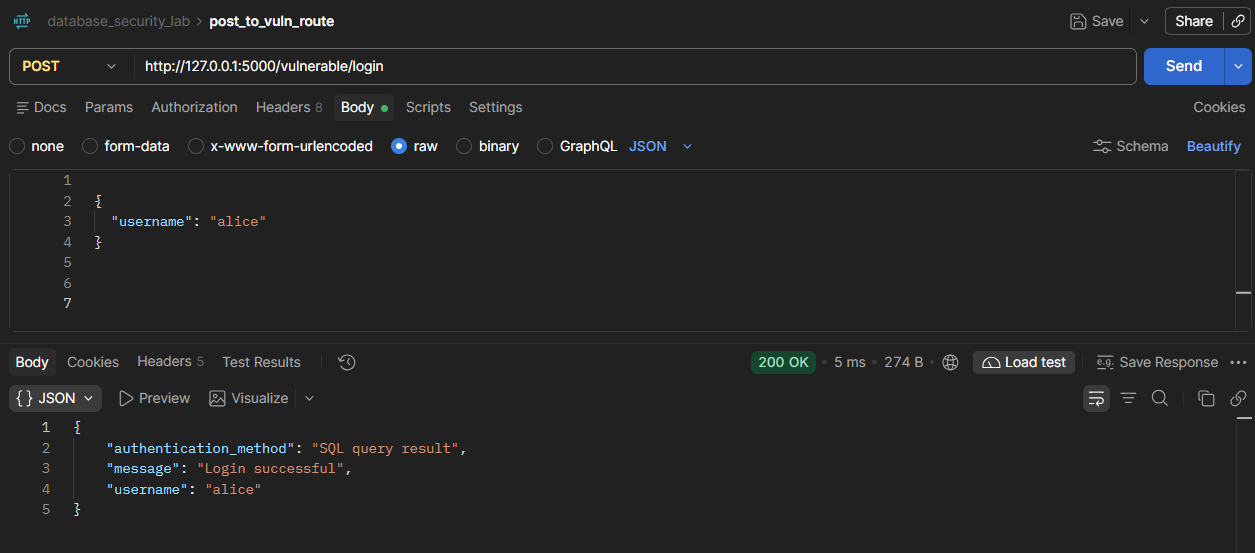 HTTP database_security_lab > post_to_vuln_route Save Share
POST http://127.0.0.1:5000/vulnerable/login Send
Docs Params Authorization Headers 8 Body Scripts Settings Cookies
none form-data x-www-form-urlencoded raw binary GraphQL JSON Schema Beautify
1
2 {
3 "username": "alice"
4 }
5
6
7
Body Cookies Headers 5 Test Results 200 OK • 5 ms • 274 B • Load test e.g. Save Response
{} JSON Preview Visualize
1 {
2 "authentication_method": "SQL query result",
3 "message": "Login successful",
4 "username": "alice"
5 }